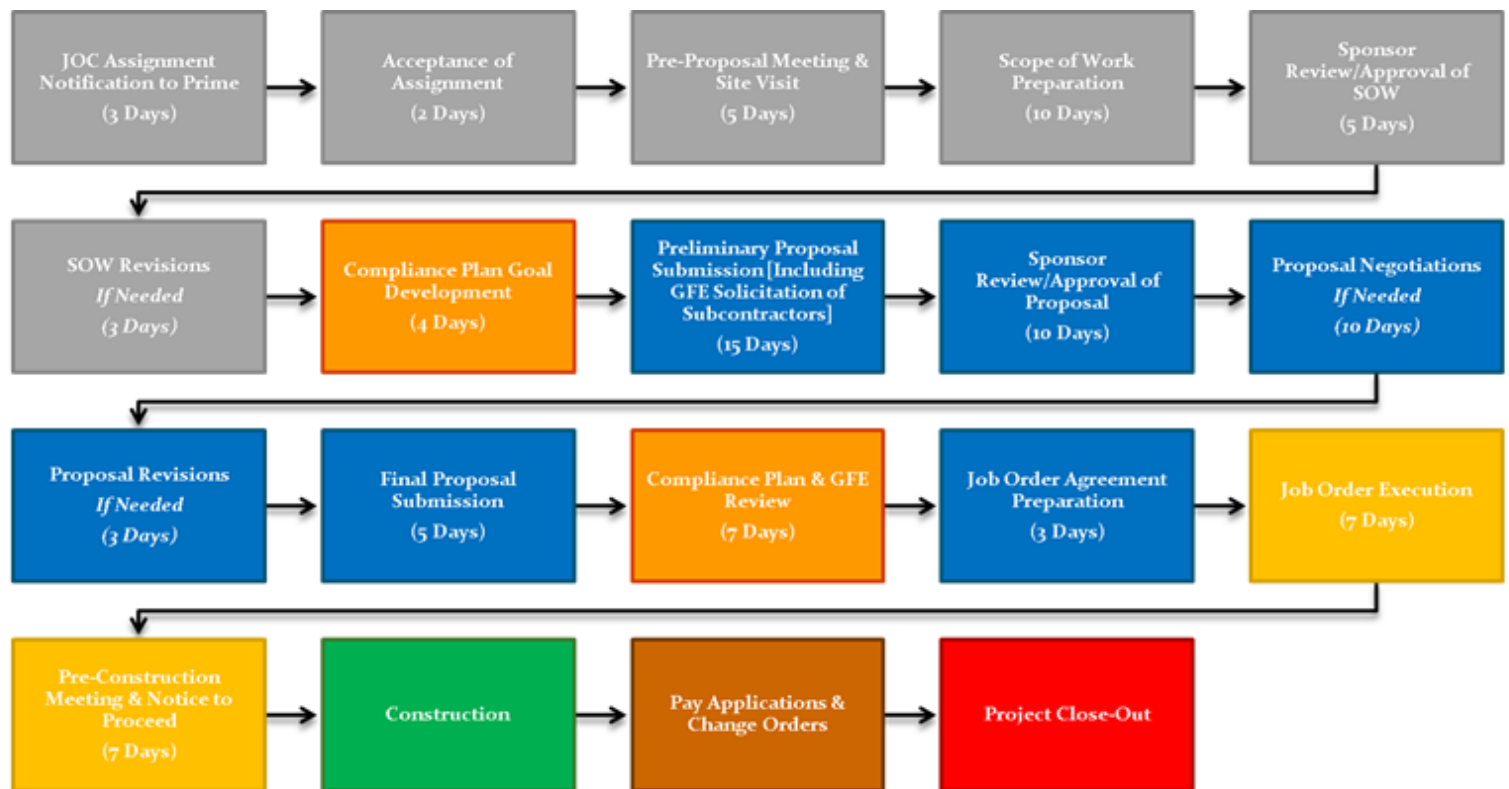 JOC Assignment
Notification to Prime
(3 Days)
Acceptance of
Assignment
(2 Days)
Pre-Proposal Meeting &
Site Visit
(5 Days)
Scope of Work
Preparation
(10 Days)
Sponsor
Review/Approval of
SOW
(5 Days)
SOW Revisions
If Needed
(3 Days)
Compliance Plan Goal
Development
(4 Days)
Preliminary Proposal
Submission [Including
GFE Solicitation of
Subcontractors]
(15 Days)
Sponsor
Review/Approval of
Proposal
(10 Days)
Proposal Negotiations
If Needed
(10 Days)
Proposal Revisions
If Needed
(3 Days)
Final Proposal
Submission
(5 Days)
Compliance Plan & GFE
Review
(7 Days)
Job Order Agreement
Preparation
(3 Days)
Job Order Execution
(7 Days)
Pre-Construction
Meeting & Notice to
Proceed
(7 Days)
Construction
Pay Applications &
Change Orders
Project Close-Out